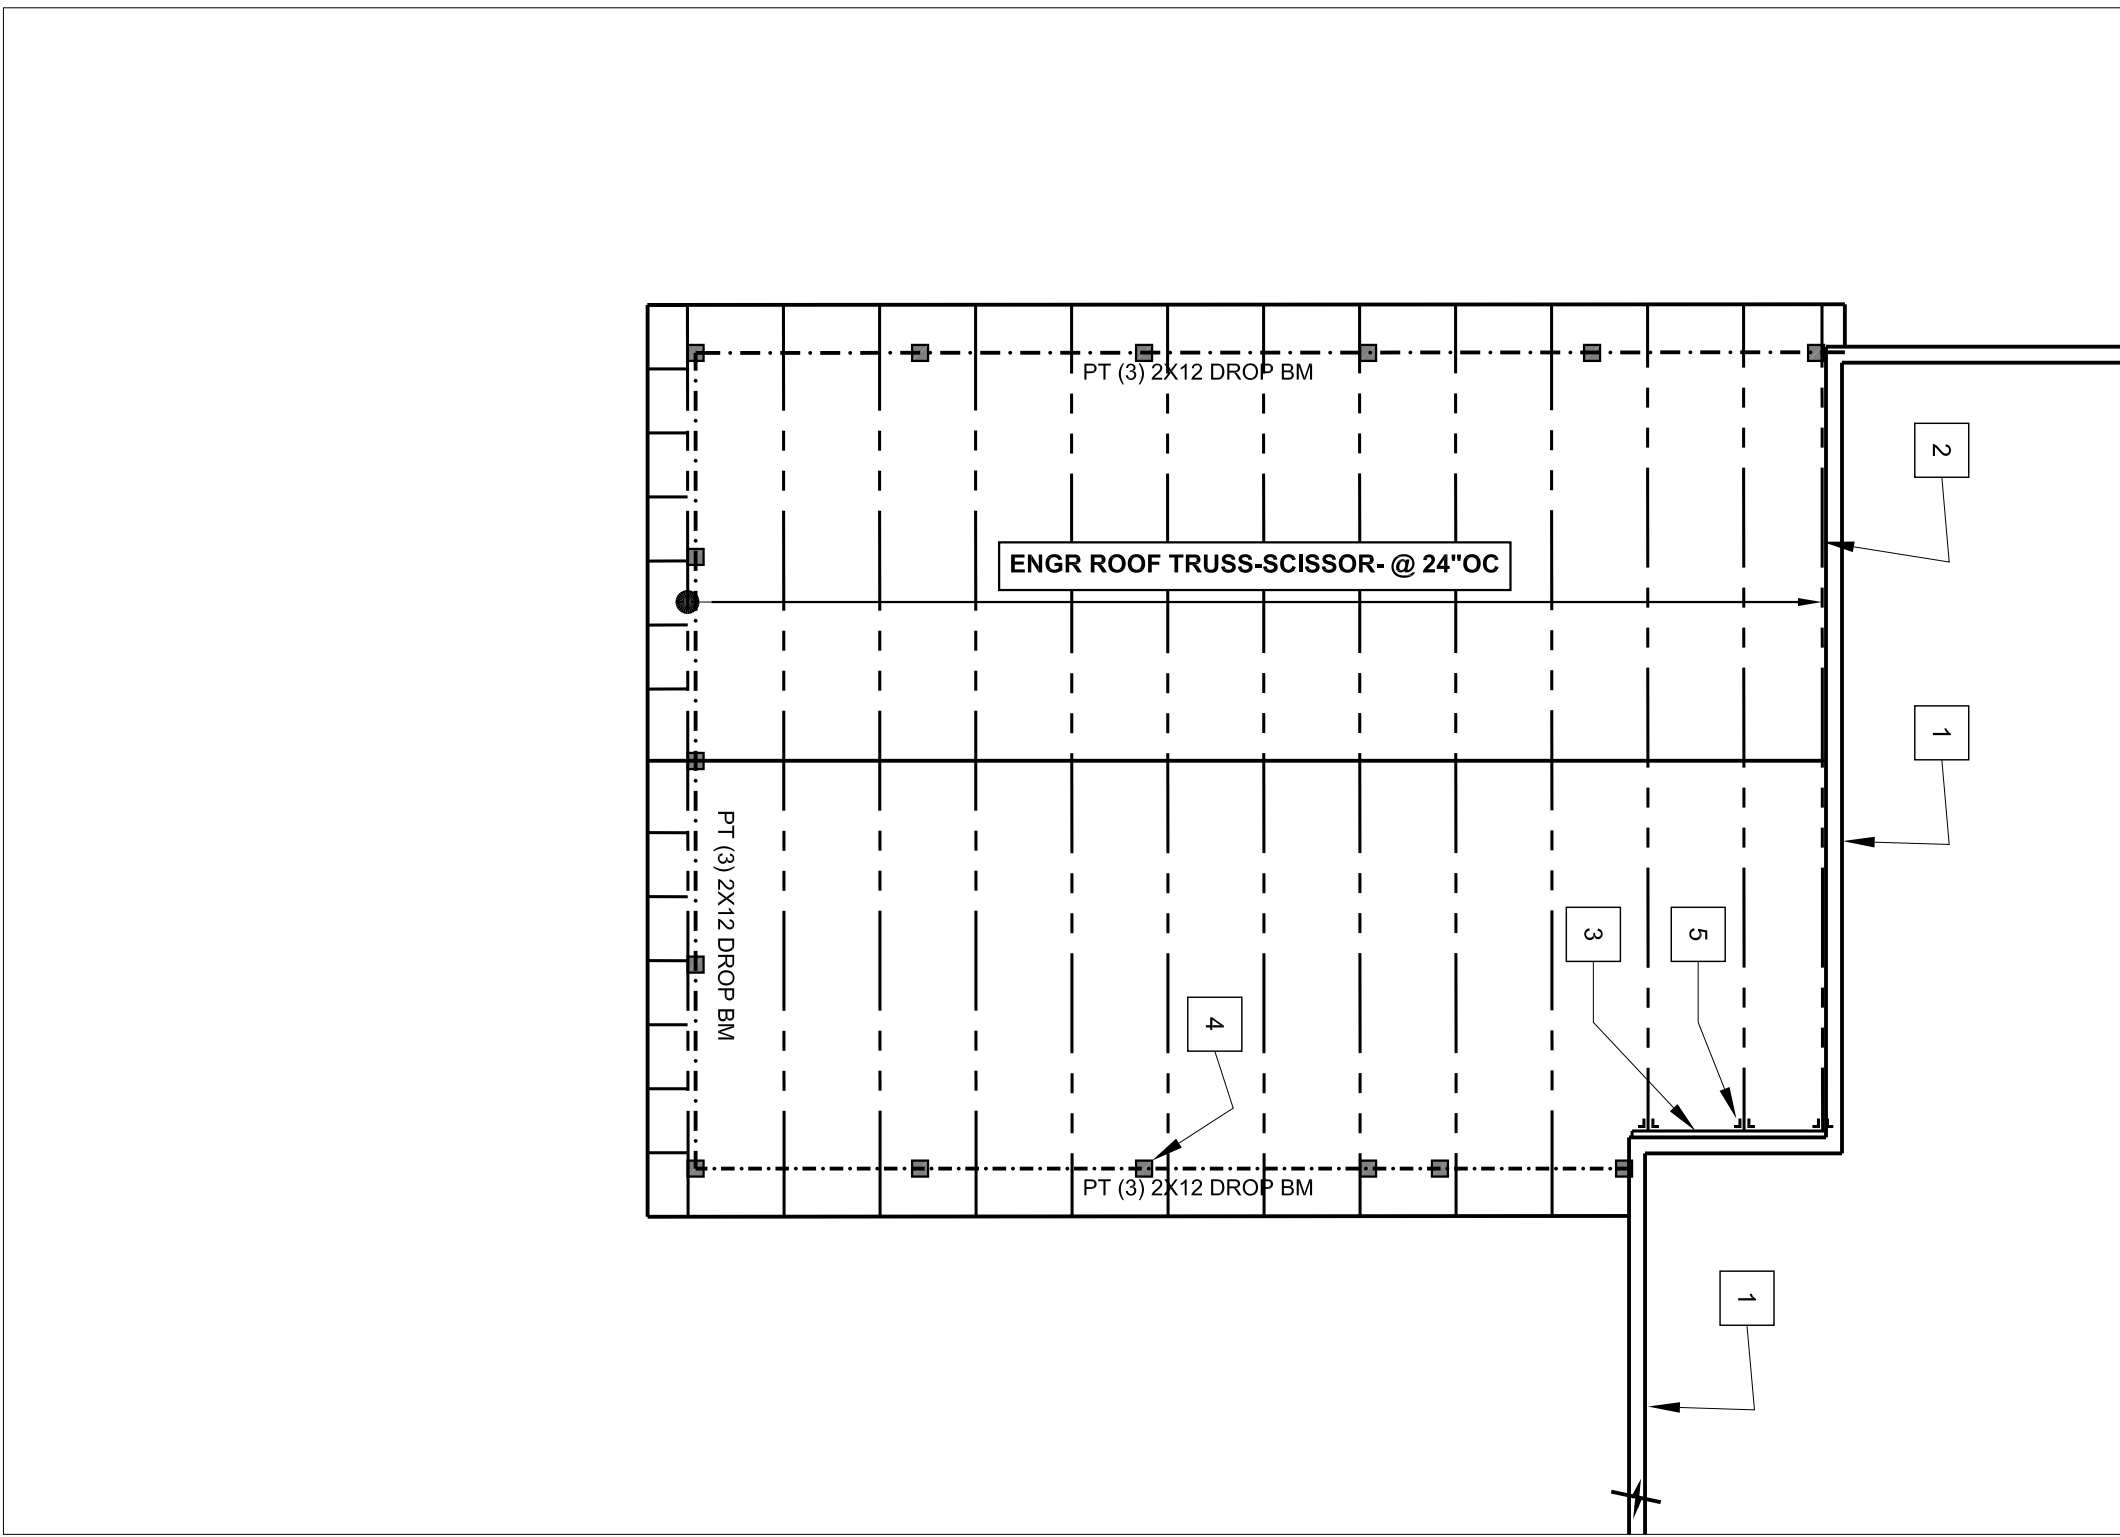 PT (3) 2X12 DROP BM
2
ENGR ROOF TRUSS-SCISSOR- @ 24"OC
1
PT (3) 2X12 DROP BM
3
5
4
PT (3) 2X12 DROP BM
1